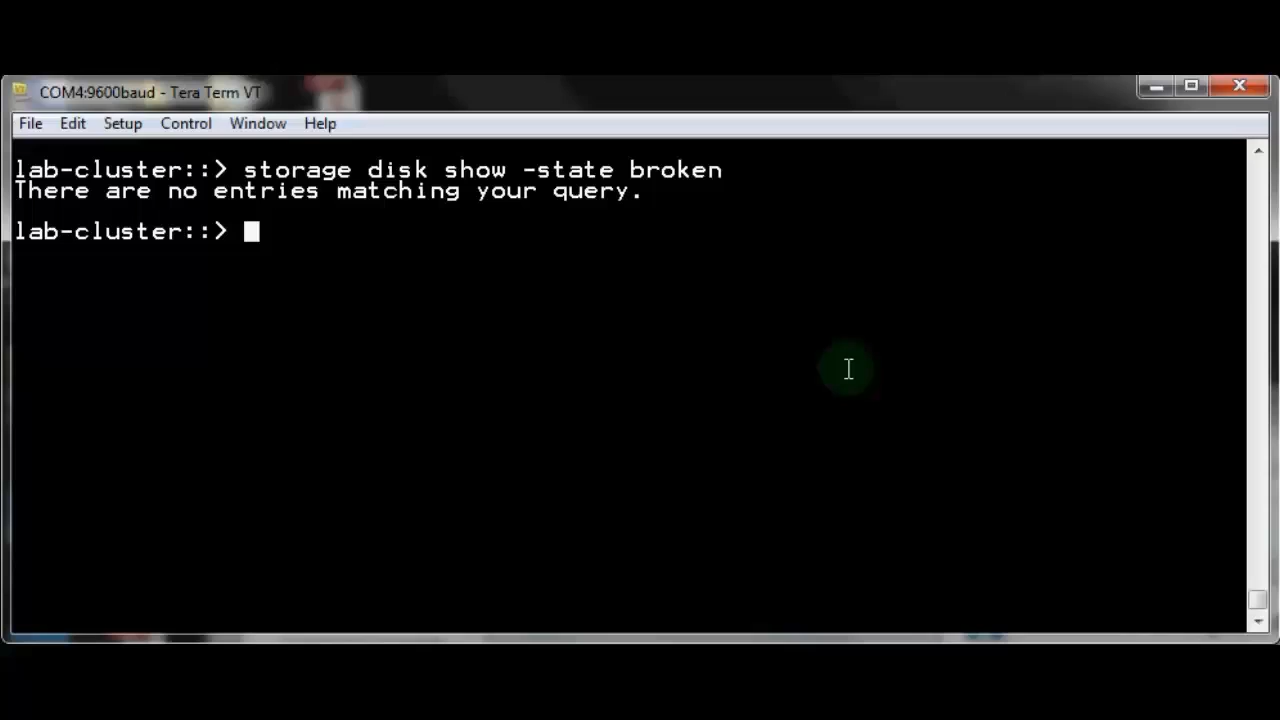 COM4:9600baud - Tera Term VT
File Edit Setup Control Window Help
lab-cluster::> storage disk show -state broken
There are no entries matching your query.
lab-cluster::>